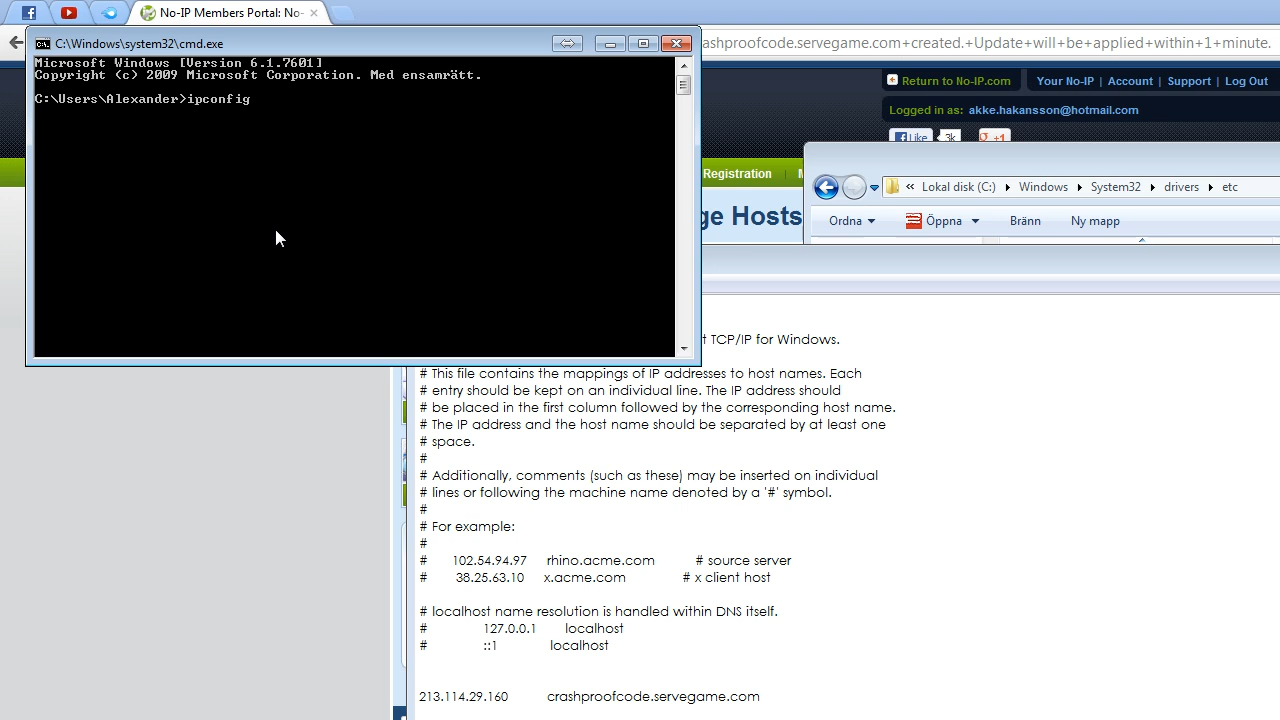 No-IP Members Portal: No-
C:\Windows\system32\cmd.exe
ashproofcode.servegame.com+created.+Update+will+be+applied+within+1+minute.
Microsoft Windows [Version 6.1.7601]
Copyright (c) 2009 Microsoft Corporation. Med ensamrätt.
C:\Users\Alexander>ipconfig
Return to No-IP.com
Your No-IP | Account | Support | Log Out
Logged in as: akke.hakansson@hotmail.com
Like
3k
+1
Registration
ge Hosts
« Lokal disk (C:) ▸ Windows ▸ System32 ▸ drivers ▸ etc
Ordna Öppna Bränn Ny mapp
t TCP/IP for Windows.
# This file contains the mappings of IP addresses to host names. Each
# entry should be kept on an individual line. The IP address should
# be placed in the first column followed by the corresponding host name.
# The IP address and the host name should be separated by at least one
# space.
#
# Additionally, comments (such as these) may be inserted on individual
# lines or following the machine name denoted by a '#' symbol.
#
# For example:
#
# 102.54.94.97 rhino.acme.com # source server
# 38.25.63.10 x.acme.com # x client host
# localhost name resolution is handled within DNS itself.
# 127.0.0.1 localhost
# ::1 localhost
213.114.29.160 crashproofcode.servegame.com